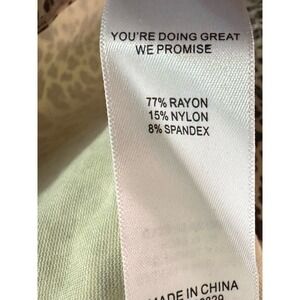 YOU'RE DOING GREAT
WE PROMISE
77% RAYON
15% NYLON
8% SPANDEX
MADE IN CHINA